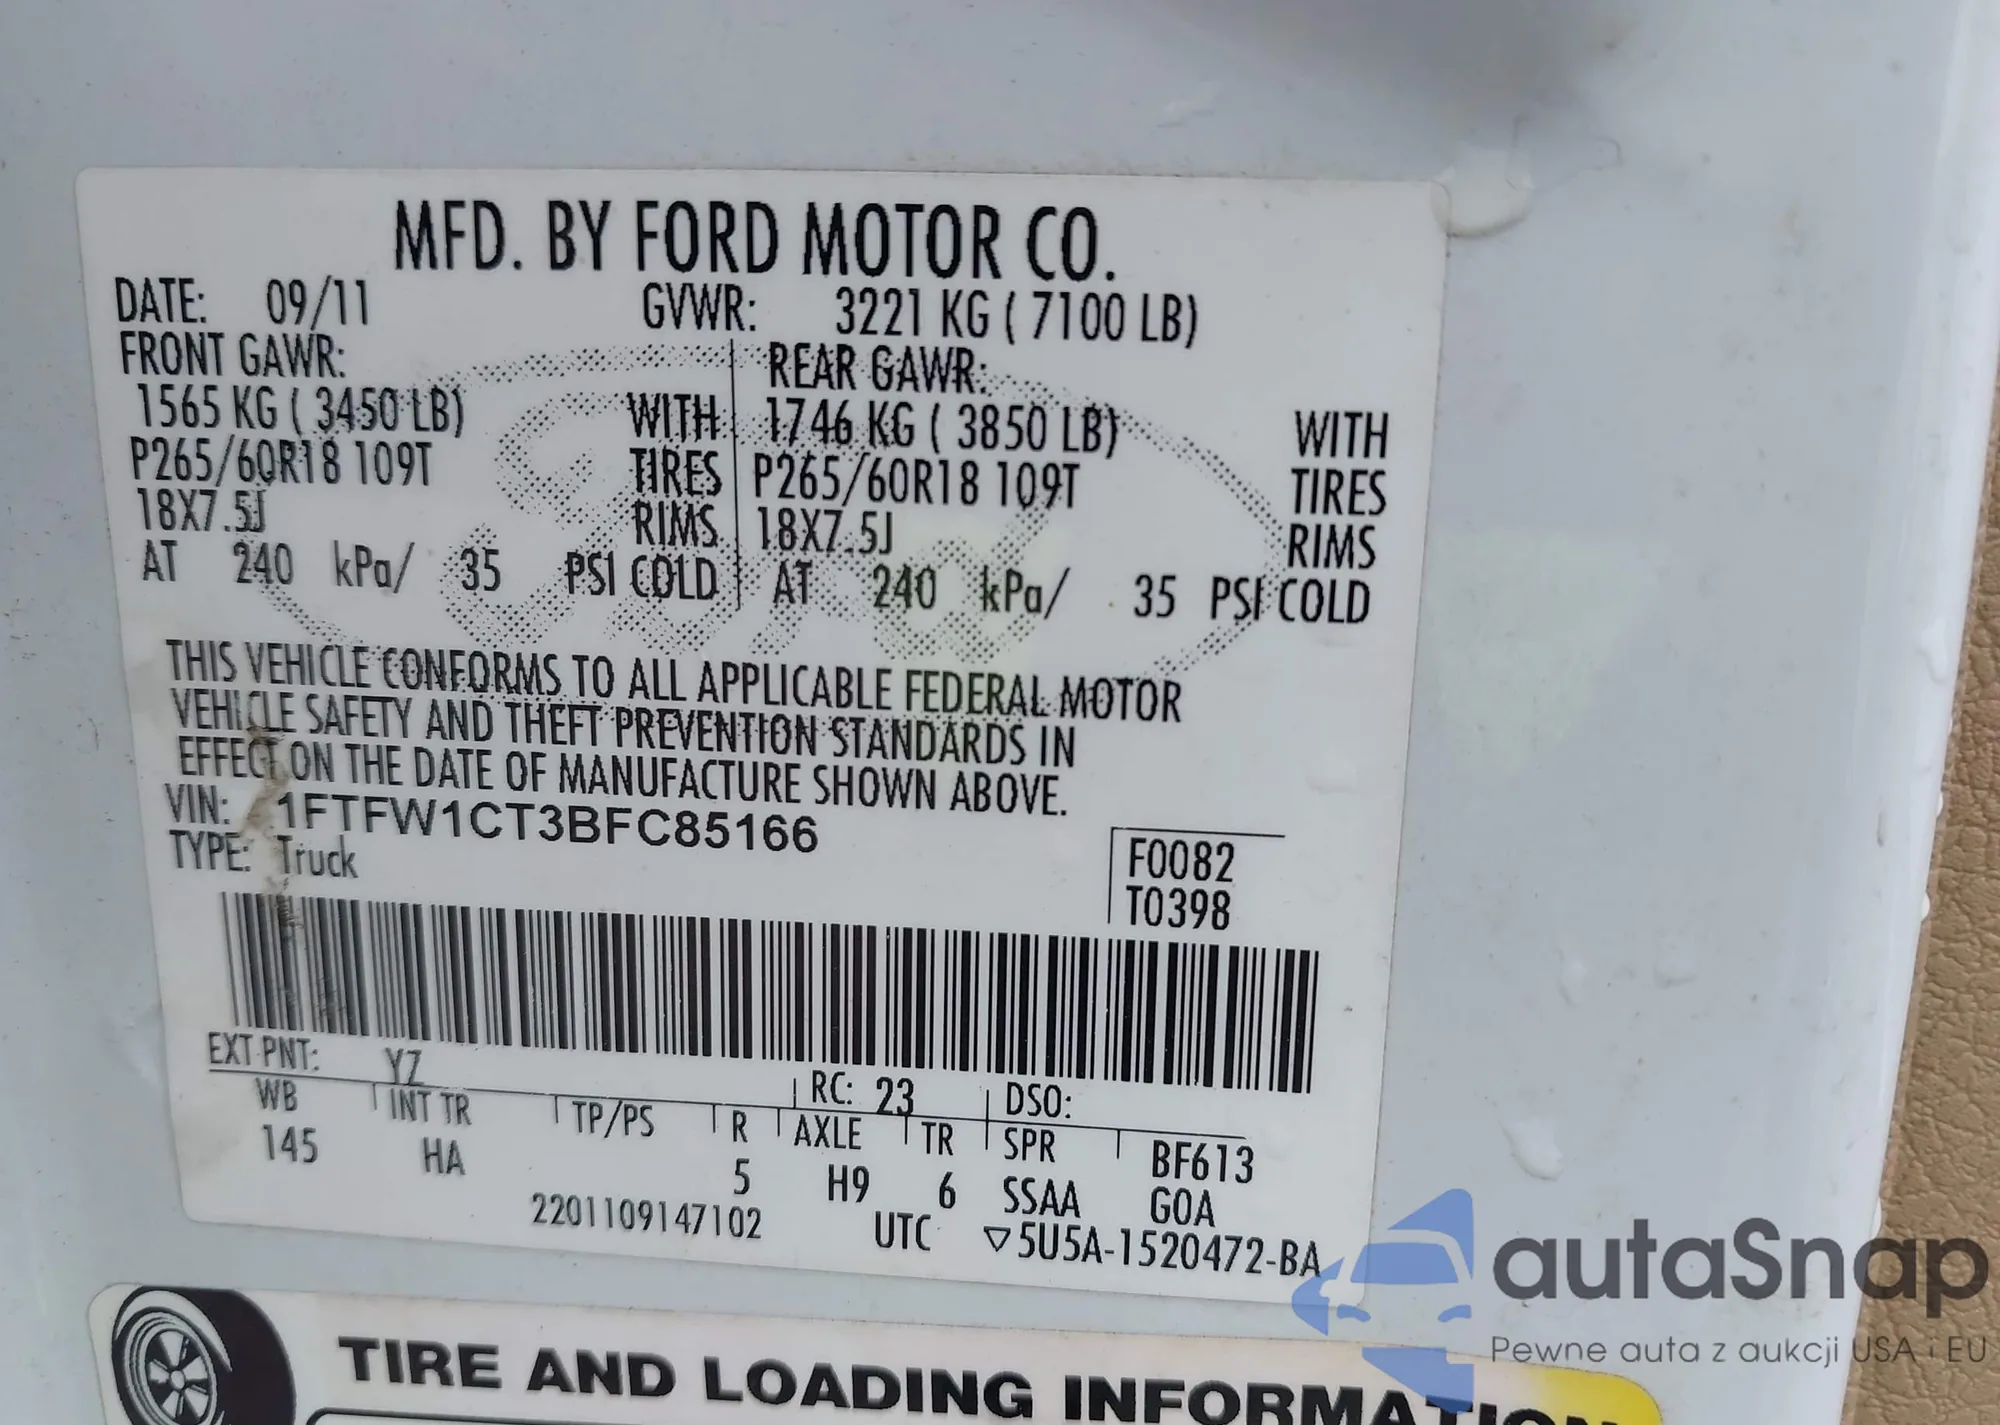 MFD. BY FORD MOTOR CO.
DATE: 09/11 GVWR: 3221 KG ( 7100 LB)
FRONT GAWR: REAR GAWR:
1565 KG ( 3450 LB) WITH 1746 KG ( 3850 LB) WITH
P265/60R18 109T TIRES P265/60R18 109T TIRES
18X7.5J RIMS 18X7.5J RIMS
AT 240 kPa/ 35 PSI COLD AT 240 kPa/ 35 PSI COLD
THIS VEHICLE CONFORMS TO ALL APPLICABLE FEDERAL MOTOR
VEHICLE SAFETY AND THEFT PREVENTION STANDARDS IN
EFFECT ON THE DATE OF MANUFACTURE SHOWN ABOVE.
VIN: 1FTFW1CT3BFC85166
TYPE: Truck
F0082
T0398
EXT PNT: YZ RC: 23 DSO:
WB INT TR TP/PS R AXLE TR SPR BF613
145 HA 5 H9 6 SSAA GOA
2201109147102 UTC ▽5U5A-1520472-BA
TIRE AND LOADING INFORMATION
autaSnap
Pewne auta z aukcji USA i EU